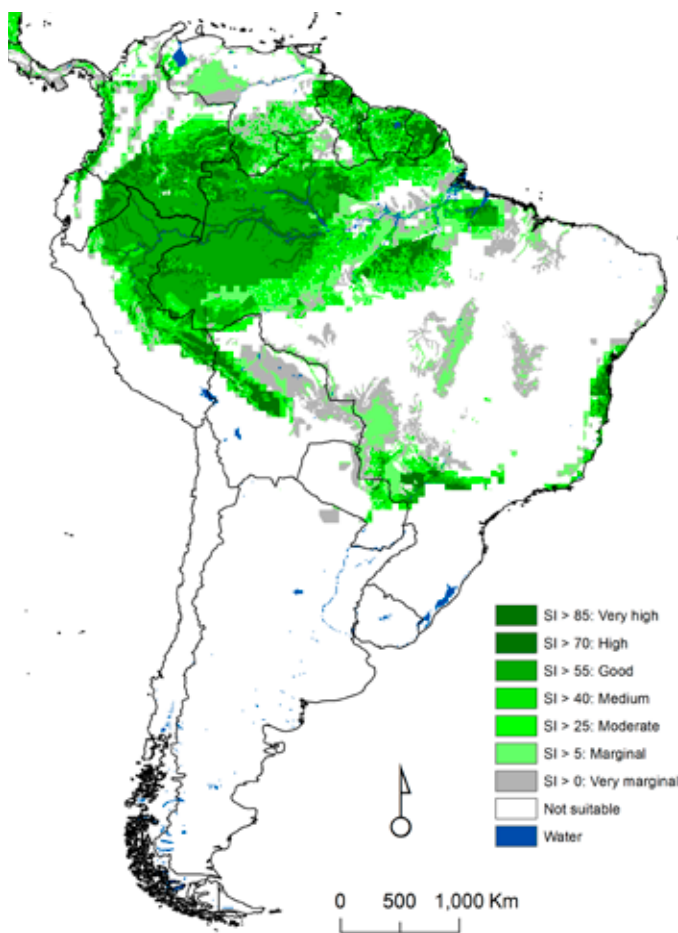 SI > 85: Very high
SI > 70: High
SI > 55: Good
SI > 40: Medium
SI > 25: Moderate
SI > 5: Marginal
SI > 0: Very marginal
Not suitable
Water
0 500 1,000 Km